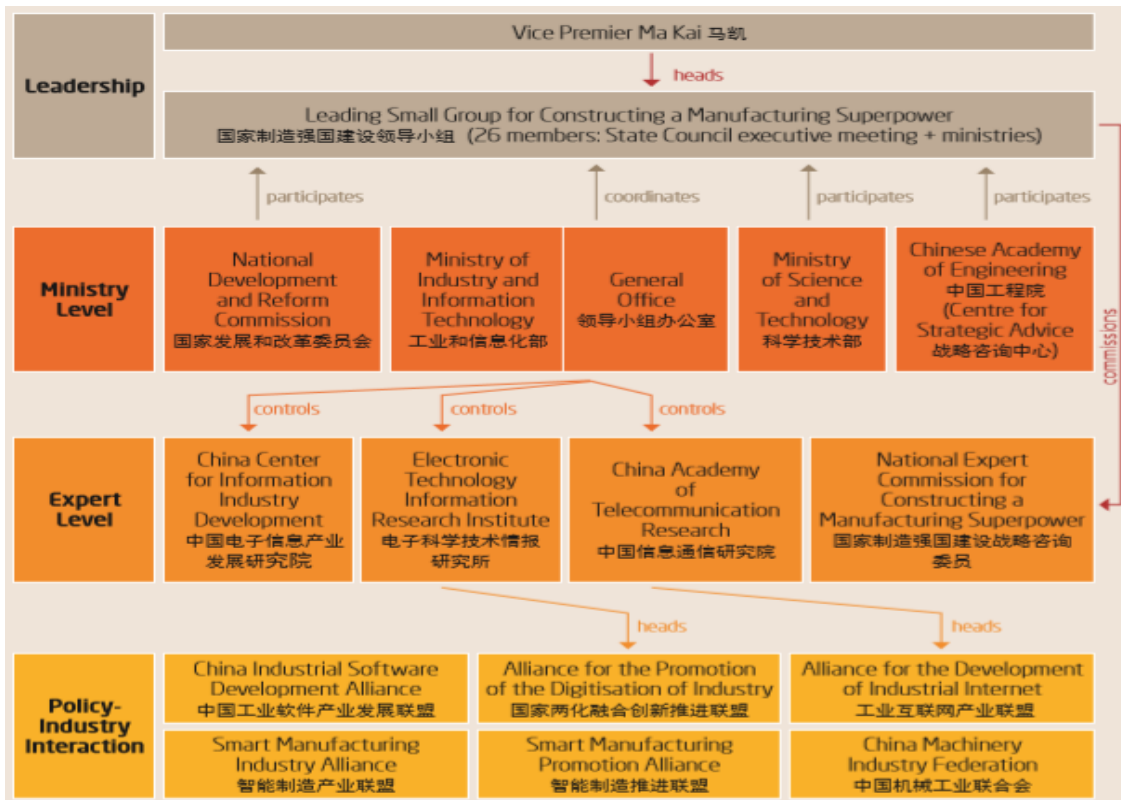 Vice Premier Ma Kai 马凯
Leadership
heads
Leading Small Group for Constructing a Manufacturing Superpower
国家制造强国建设领导小组 (26 members: State Council executive meeting + ministries)
participates
coordinates
participates
participates
Ministry
Level
National
Development
and Reform
Commission
国家发展和改革委员会
Ministry of
Industry and
Information
Technology
工业和信息化部
General
Office
领导小组办公室
Ministry
of Science
and
Technology
科学技术部
Chinese Academy
of Engineering
中国工程院
(Centre for
Strategic Advice
战略咨询中心)
commissions
controls
controls
controls
Expert
Level
China Center
for Information
Industry
Development
中国电子信息产业
发展研究院
Electronic
Technology
Information
Research Institute
电子科学技术情报
研究所
China Academy
of
Telecommunication
Research
中国信息通信研究院
National Expert
Commission for
Constructing a
Manufacturing Superpower
国家制造强国建设战略咨询
委员
heads
heads
Policy-
Industry
Interaction
China Industrial Software
Development Alliance
中国工业软件产业发展联盟
Alliance for the Promotion
of the Digitisation of Industry
国家两化融合创新推进联盟
Alliance for the Development
of Industrial Internet
工业互联网产业联盟
Smart Manufacturing
Industry Alliance
智能制造产业联盟
Smart Manufacturing
Promotion Alliance
智能制造推进联盟
China Machinery
Industry Federation
中国机械工业联合会